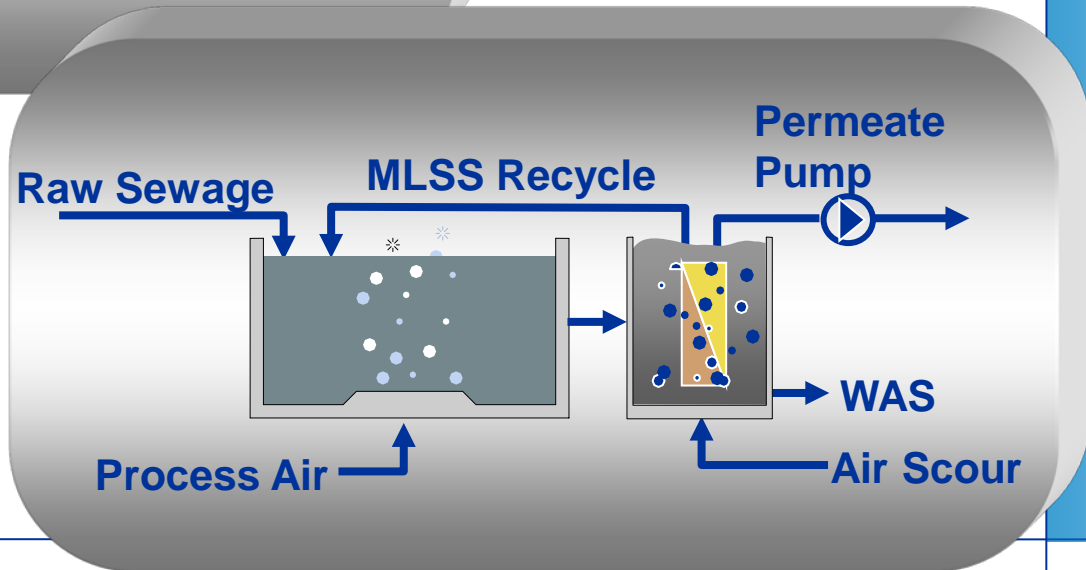 Permeate
Pump
Raw Sewage
MLSS Recycle
WAS
Process Air
Air Scour